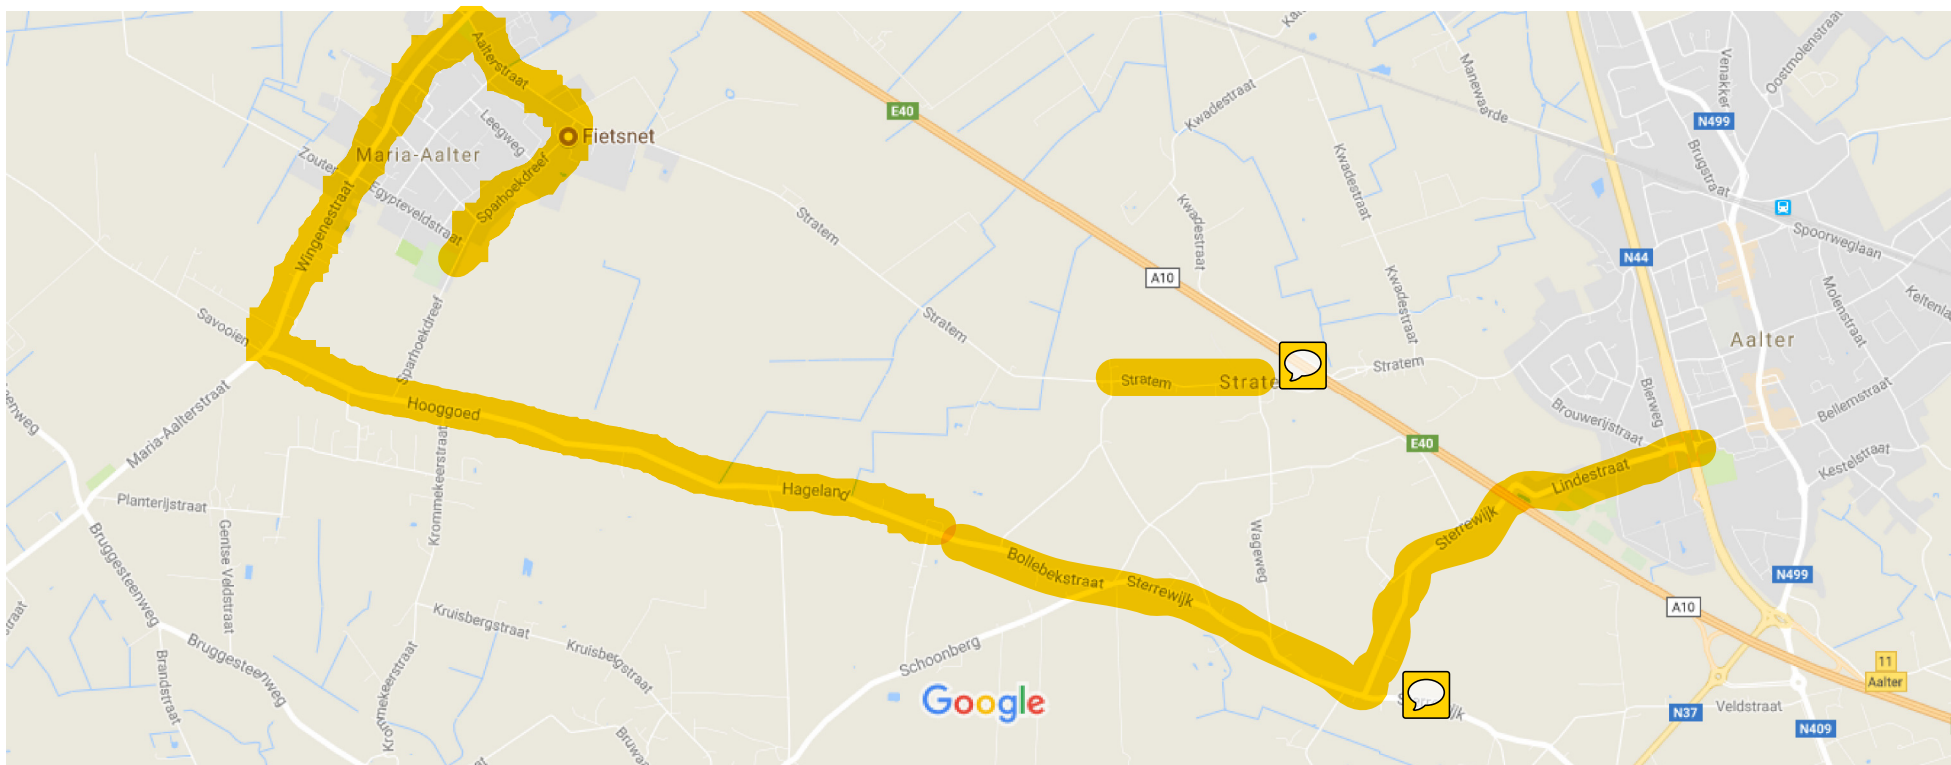 Aalterstraat
Leegweg
Fietsnet
Maria-Aalter
Zouter
Egypteveldstraat
Sparhoekdreef
Wingenestraat
Savooien
Sparhoekdreef
Maria-Aalterstraat
Hooggoed
Krommekeerstraat
Planterijstraat
Gentse Veldstraat
Bruggesteenweg
Bruggesteenweg
Brandstraat
Kruisbergstraat
Kruisbergstraat
Krommekeerstraat
Hageland
Stratem
Stratem
E40
A10
Kwadestraat
Kwadestraat
Kwadestraat
Kwadestraat
Manewaarde
Stratem
Stratem
E40
Bollebekstraat
Sterrewijk
Schoonberg
Wageweg
Google
Sterrewijk
Lindestraat
Brouwerijstraat
Bierweg
N44
N499
Brugstraat
Venakker
Oostmolenstraat
Spoorweglaan
Molenstraat
Aalter
Bellemstraat
Kestelstraat
N499
A10
11
Aalter
N37
Veldstraat
N409